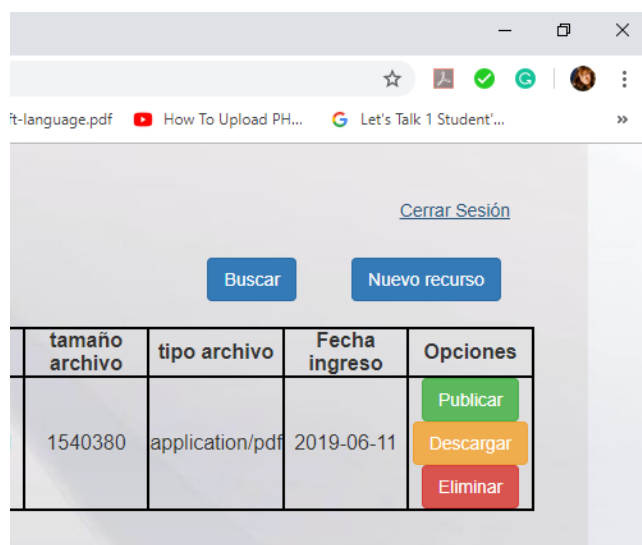 ft-language.pdf How To Upload PH... Let's Talk 1 Student'...
Cerrar Sesión
Buscar Nuevo recurso
tamaño archivo tipo archivo Fecha ingreso Opciones
Publicar
1540380 application/pdf 2019-06-11 Descargar
Eliminar